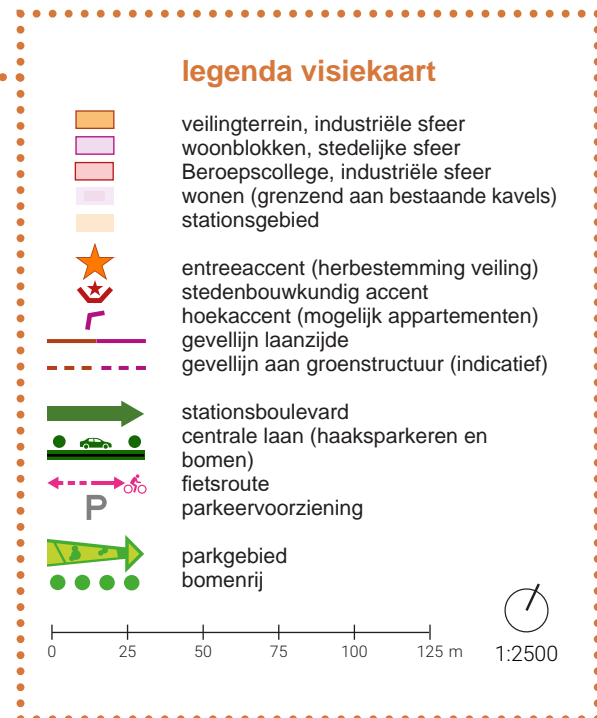 legenda visiekaart
veilingterrein, industriële sfeer
woonblokken, stedelijke sfeer
Beroepscollege, industriële sfeer
wonen (grenzend aan bestaande kavels)
stationsgebied
entreeaccent (herbestemming veiling)
stedenbouwkundig accent
hoekaccent (mogelijk appartementen)
gevellijn laanzijde
gevellijn aan groenstructuur (indicatief)
stationsboulevard
centrale laan (haaksparkeren en
bomen)
fietsroute
P parkeervoorziening
parkgebied
bomenrij
0 25 50 75 100 125 m
1:2500